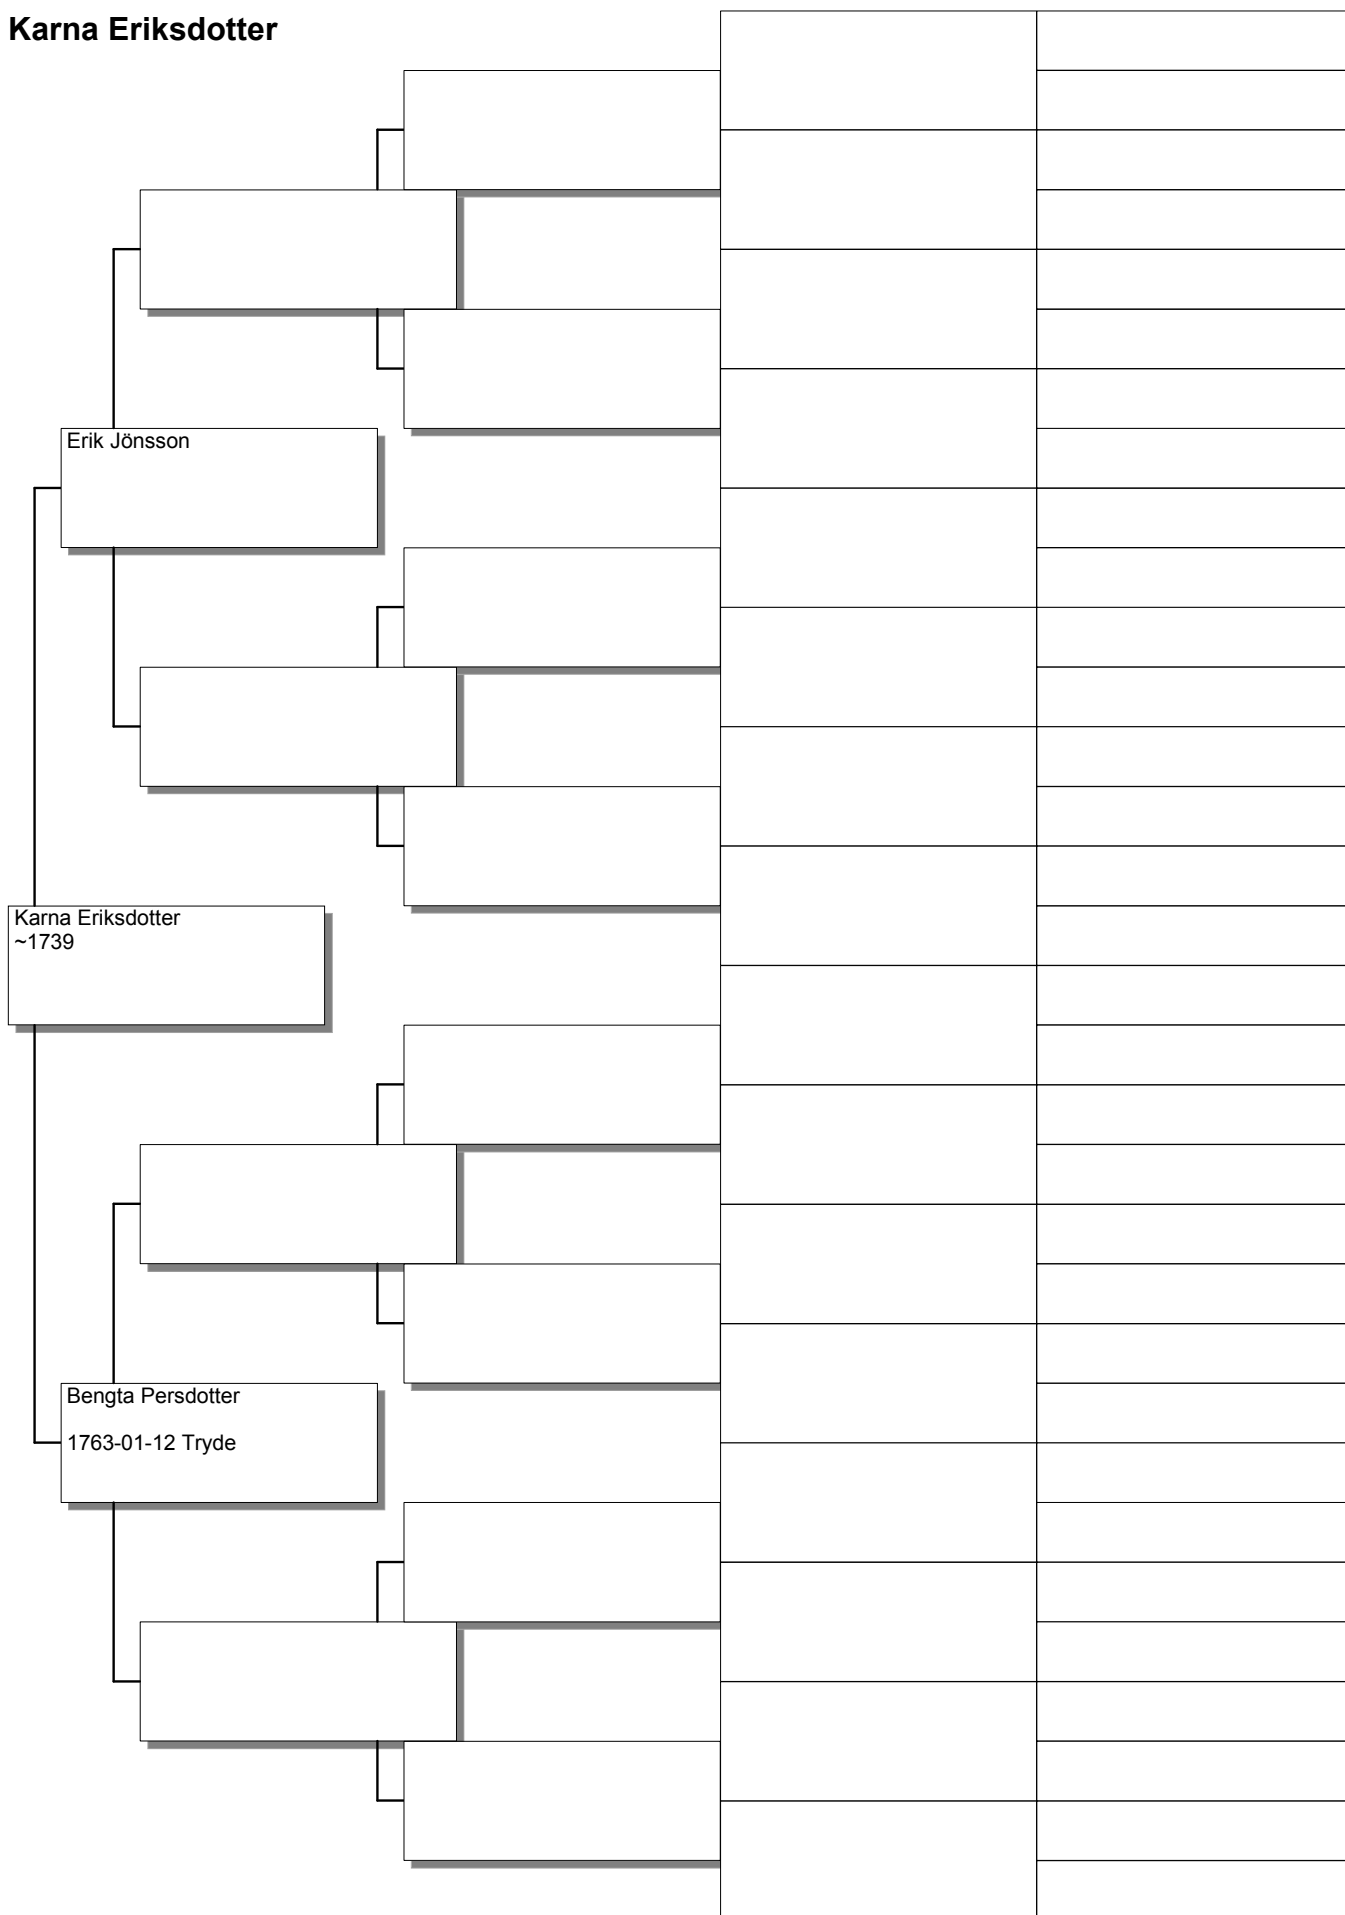 Karna Eriksdotter
Erik Jönsson
Karna Eriksdotter
~1739
Bengta Persdotter
1763-01-12 Tryde